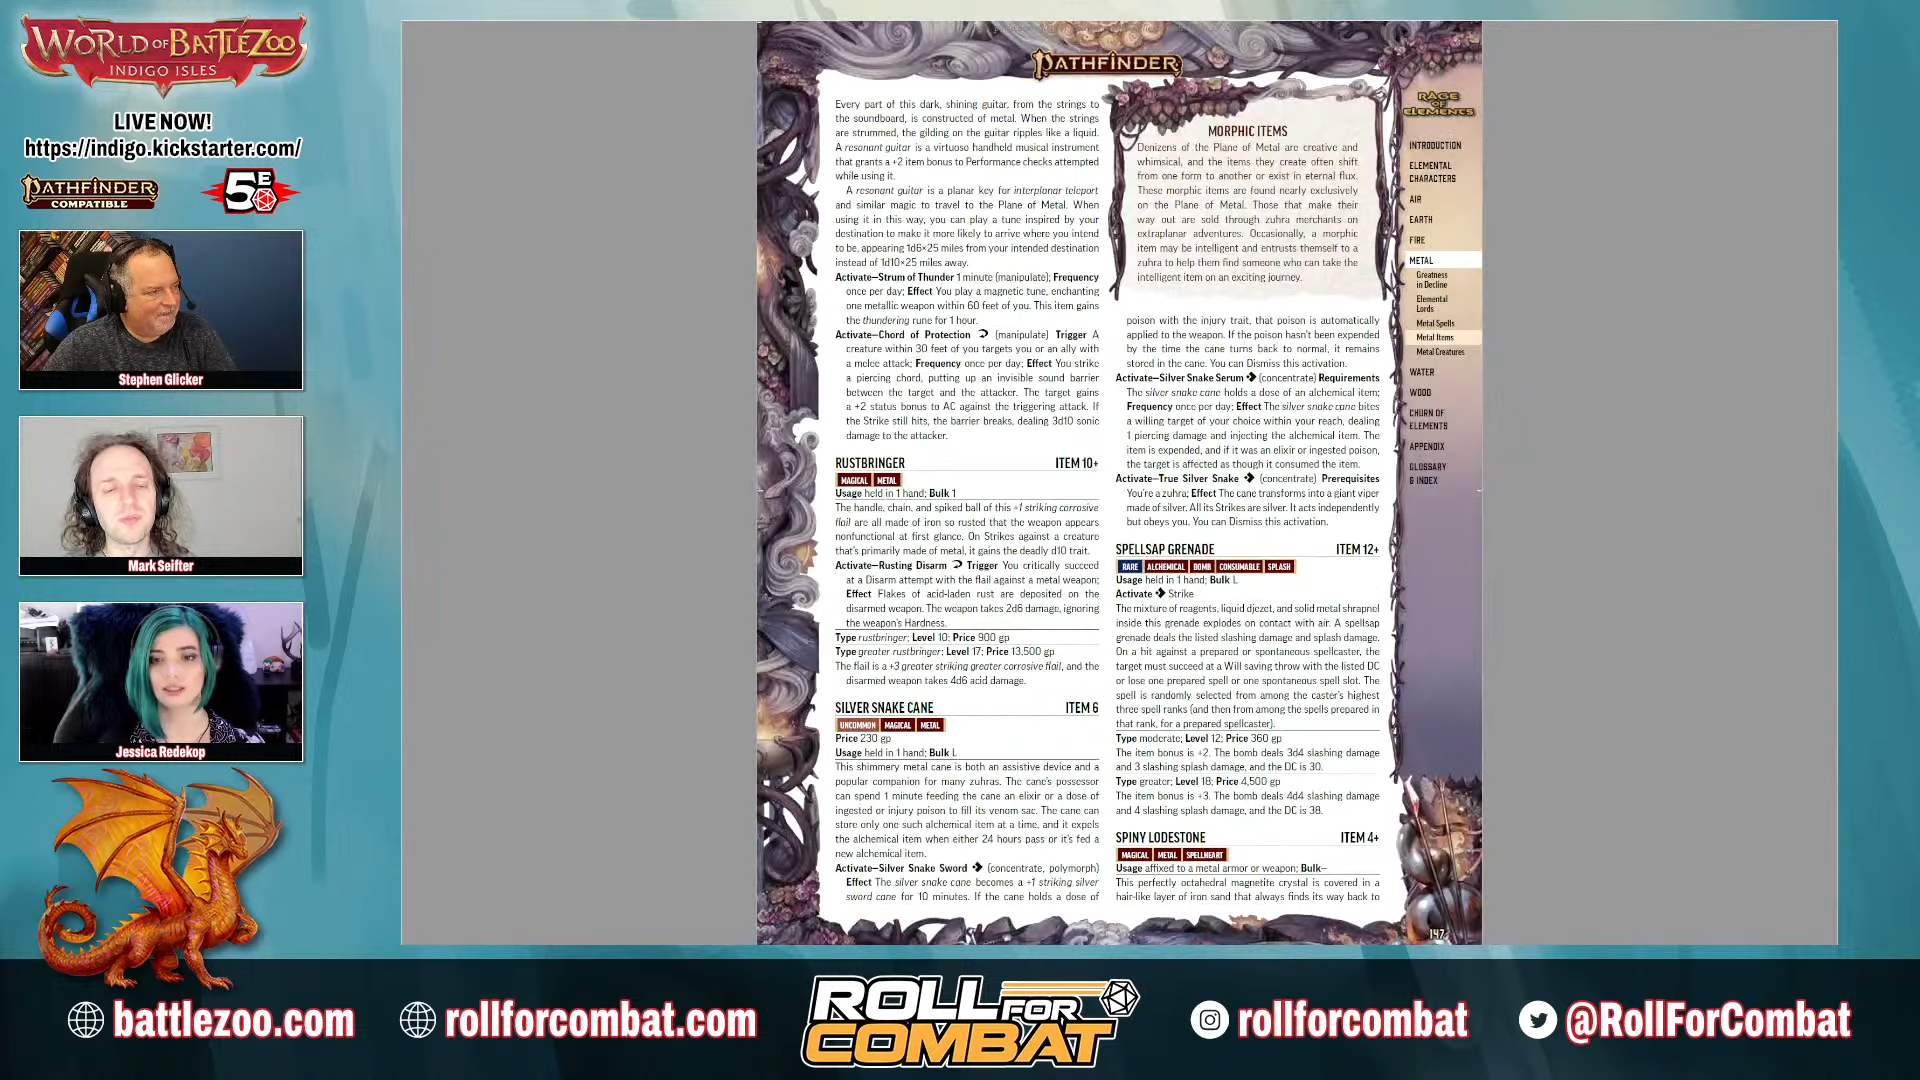 WORLD OF BATTLEZOO
INDIGO ISLES
LIVE NOW!
https://indigo.kickstarter.com/
PATHFINDER
COMPATIBLE
5E
Stephen Glicker
Mark Seifter
Jessica Redekop
PATHFINDER
Every part of this dark, shining guitar, from the strings to
the soundboard, is constructed of metal. When the strings
are strummed, the gilding on the guitar ripples like a liquid.
A resonant guitar is a virtuoso handheld musical instrument
that grants a +2 item bonus to Performance checks attempted
while using it.
A resonant guitar is a planar key for interplanar teleport
and similar magic to travel to the Plane of Metal. When
using it in this way, you can play a tune inspired by your
destination to make it more likely to arrive where you intend
to be, appearing 1d6×25 miles from your intended destination
instead of 1d10×25 miles away.
Activate—Strum of Thunder 1 minute (manipulate); Frequency
once per day; Effect You play a magnetic tune, enchanting
one metallic weapon within 60 feet of you. This item gains
the thundering rune for 1 hour.
Activate—Chord of Protection (manipulate) Trigger A
creature within 30 feet of you targets you or an ally with
a melee attack; Frequency once per day; Effect You strike
a piercing chord, putting up an invisible sound barrier
between the target and the attacker. The target gains
a +2 status bonus to AC against the triggering attack. If
the Strike still hits, the barrier breaks, dealing 3d10 sonic
damage to the attacker.
RUSTBRINGER ITEM 10+
MAGICAL METAL
Usage held in 1 hand; Bulk 1
The handle, chain, and spiked ball of this +1 striking corrosive
flail are all made of iron so rusted that the weapon appears
nonfunctional at first glance. On Strikes against a creature
that's primarily made of metal, it gains the deadly d10 trait.
Activate—Rusting Disarm Trigger You critically succeed
at a Disarm attempt with the flail against a metal weapon;
Effect Flakes of acid-laden rust are deposited on the
disarmed weapon. The weapon takes 2d6 damage, ignoring
the weapon's Hardness.
Type rustbringer; Level 10; Price 900 gp
Type greater rustbringer; Level 17; Price 13,500 gp
The flail is a +3 greater striking greater corrosive flail, and the
disarmed weapon takes 4d6 acid damage.
SILVER SNAKE CANE ITEM 6
UNCOMMON MAGICAL METAL
Price 230 gp
Usage held in 1 hand; Bulk L
This shimmery metal cane is both an assistive device and a
popular companion for many zuhras. The cane's possessor
can spend 1 minute feeding the cane an elixir or a dose of
ingested or injury poison to fill its venom sac. The cane can
store only one such alchemical item at a time, and it expels
the alchemical item when either 24 hours pass or it's fed a
new alchemical item.
Activate—Silver Snake Sword (concentrate, polymorph)
Effect The silver snake cane becomes a +1 striking silver
sword cane for 10 minutes. If the cane holds a dose of
MORPHIC ITEMS
Denizens of the Plane of Metal are creative and
whimsical, and the items they create often shift
from one form to another or exist in eternal flux.
These morphic items are found nearly exclusively
on the Plane of Metal. Those that make their
way out are sold through zuhra merchants on
extraplanar adventures. Occasionally, a morphic
item may be intelligent and entrusts themself to a
zuhra to help them find someone who can take the
intelligent item on an exciting journey.
poison with the injury trait, that poison is automatically
applied to the weapon. If the poison hasn't been expended
by the time the cane turns back to normal, it remains
stored in the cane. You can Dismiss this activation.
Activate—Silver Snake Serum (concentrate) Requirements
The silver snake cane holds a dose of an alchemical item;
Frequency once per day; Effect The silver snake cane bites
a willing target of your choice within your reach, dealing
1 piercing damage and injecting the alchemical item. The
item is expended, and if it was an elixir or ingested poison,
the target is affected as though it consumed the item.
Activate—True Silver Snake (concentrate) Prerequisites
You're a zuhra; Effect The cane transforms into a giant viper
made of silver. All its Strikes are silver. It acts independently
but obeys you. You can Dismiss this activation.
SPELLSAP GRENADE ITEM 12+
RARE ALCHEMICAL BOMB CONSUMABLE SPLASH
Usage held in 1 hand; Bulk L
Activate Strike
The mixture of reagents, liquid djezet, and solid metal shrapnel
inside this grenade explodes on contact with air. A spellsap
grenade deals the listed slashing damage and splash damage.
On a hit against a prepared or spontaneous spellcaster, the
target must succeed at a Will saving throw with the listed DC
or lose one prepared spell or one spontaneous spell slot. The
spell is randomly selected from among the caster's highest
three spell ranks (and then from among the spells prepared in
that rank, for a prepared spellcaster).
Type moderate; Level 12; Price 360 gp
The item bonus is +2. The bomb deals 3d4 slashing damage
and 3 slashing splash damage, and the DC is 30.
Type greater; Level 18; Price 4,500 gp
The item bonus is +3. The bomb deals 4d4 slashing damage
and 4 slashing splash damage, and the DC is 38.
SPINY LODESTONE ITEM 4+
MAGICAL METAL SPELLHEART
Usage affixed to a metal armor or weapon; Bulk—
This perfectly octahedral magnetite crystal is covered in a
hair-like layer of iron sand that always finds its way back to
RAGE
OF
ELEMENTS
INTRODUCTION
ELEMENTAL
CHARACTERS
AIR
EARTH
FIRE
METAL
Greatness
in Decline
Elemental
Lords
Metal Spells
Metal Items
Metal Creatures
WATER
WOOD
CHURN OF
ELEMENTS
APPENDIX
GLOSSARY
& INDEX
147
battlezoo.com
rollforcombat.com
ROLL FOR
COMBAT
rollforcombat
@RollForCombat